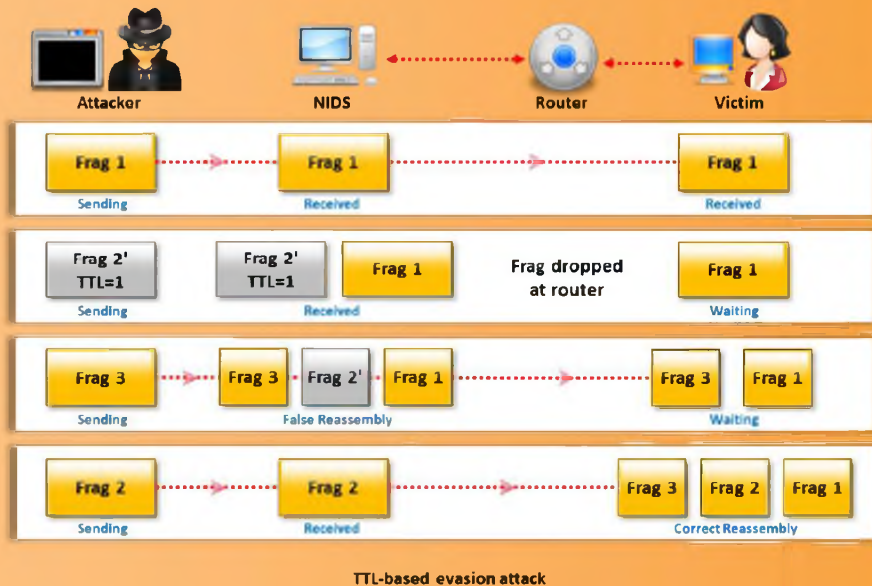 Attacker NIDS Router Victim
Frag 1 Frag 1 Frag 1
Sending Received Received
Frag 2' TTL=1 Frag 2' TTL=1 Frag 1 Frag dropped at router Frag 1
Sending Received Waiting
Frag 3 Frag 3 Frag 2' Frag 1 Frag 3 Frag 1
Sending False Reassembly Waiting
Frag 2 Frag 2 Frag 3 Frag 2 Frag 1
Sending Received Correct Reassembly
TTL-based evasion attack